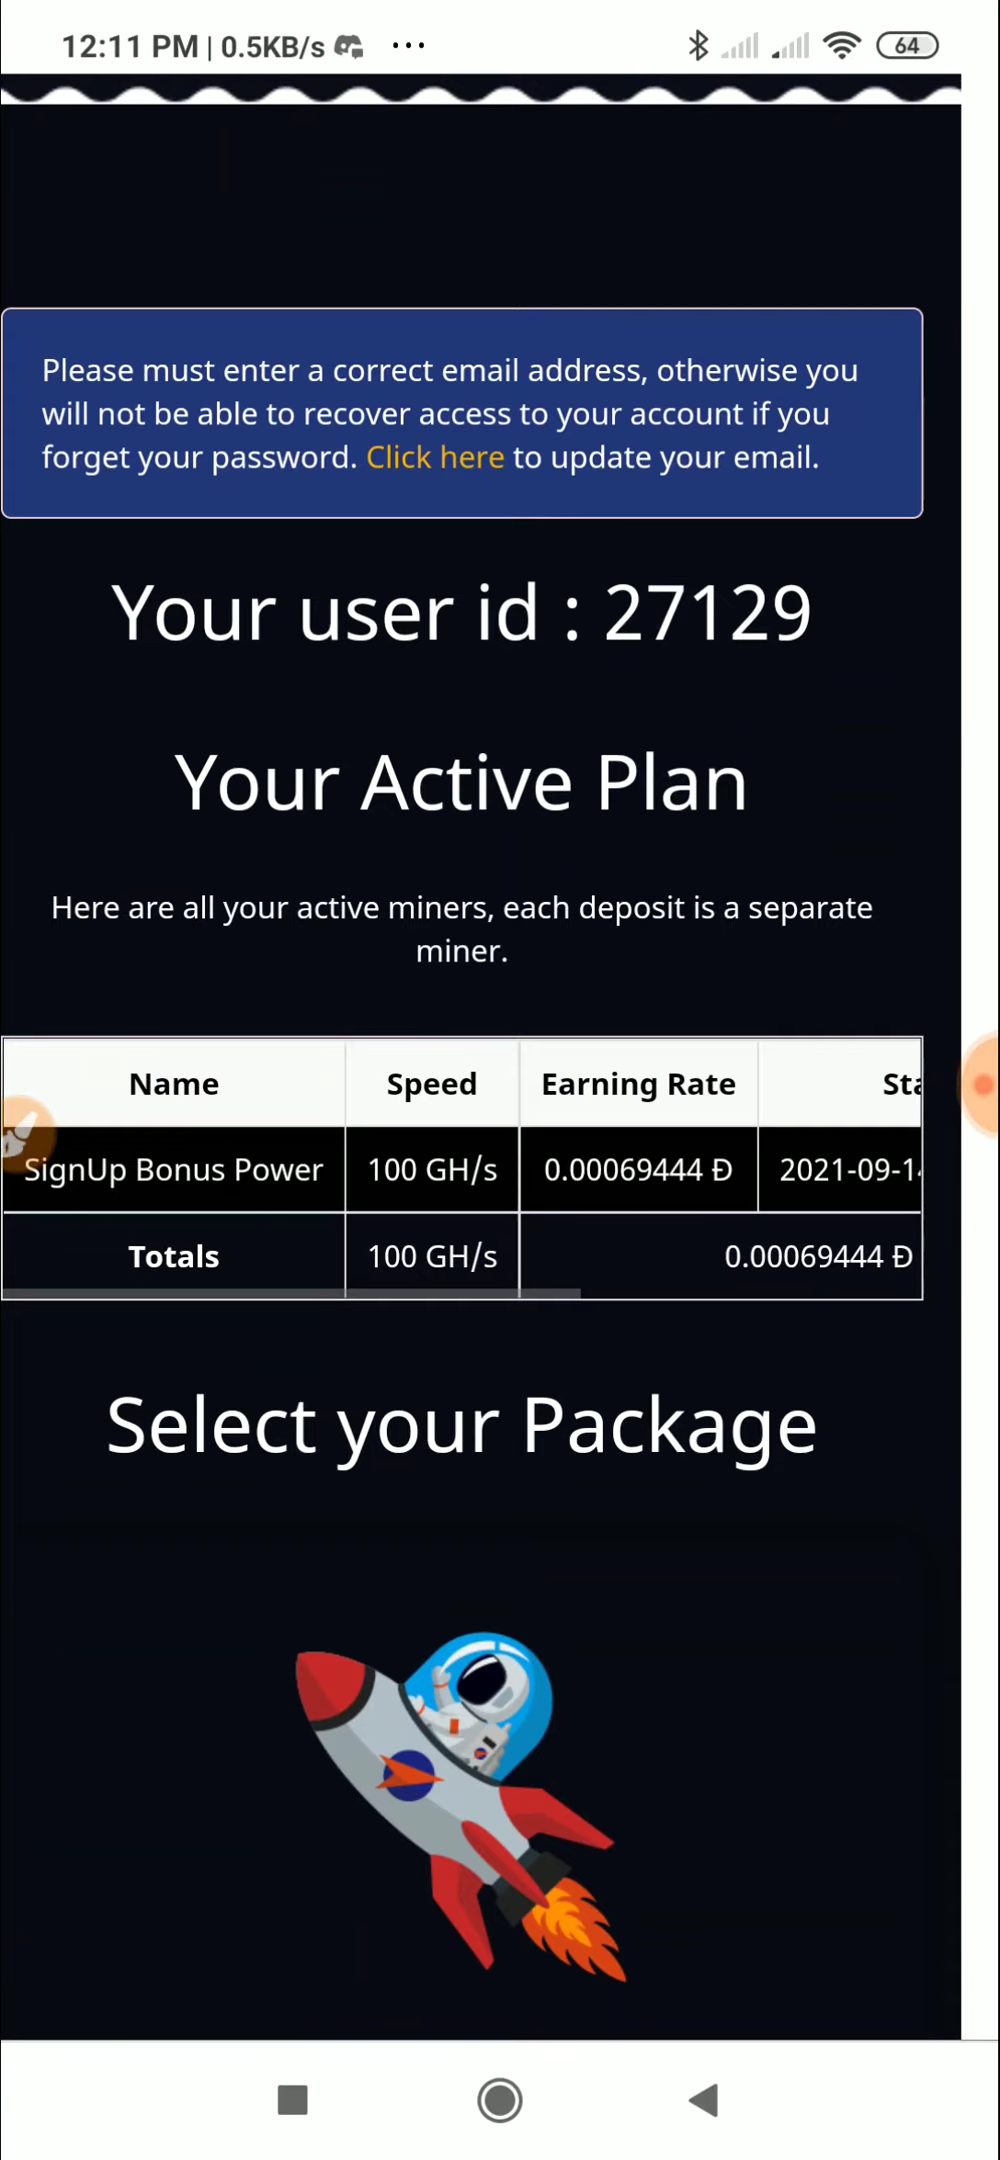 12:11 PM | 0.5KB/s ... 64
Please must enter a correct email address, otherwise you
will not be able to recover access to your account if you
forget your password. Click here to update your email.
Your user id : 27129
Your Active Plan
Here are all your active miners, each deposit is a separate
miner.
Name Speed Earning Rate
SignUp Bonus Power 100 GH/s 0.00069444 Ð
Totals 100 GH/s 0.00069444 Ð
Select your Package